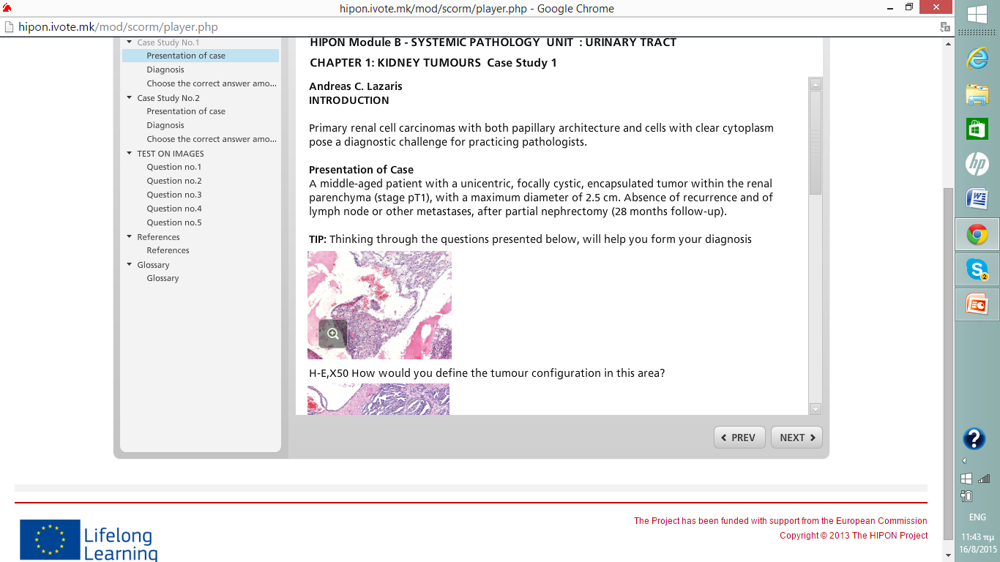 hipon.ivote.mk/mod/scorm/player.php - Google Chrome
hipon.ivote.mk/mod/scorm/player.php
Case Study No.1
Presentation of case
Diagnosis
Choose the correct answer amo...
Case Study No.2
Presentation of case
Diagnosis
Choose the correct answer amo...
TEST ON IMAGES
Question no.1
Question no.2
Question no.3
Question no.4
Question no.5
References
References
Glossary
Glossary
HIPON Module B - SYSTEMIC PATHOLOGY UNIT : URINARY TRACT
CHAPTER 1: KIDNEY TUMOURS Case Study 1
Andreas C. Lazaris
INTRODUCTION
Primary renal cell carcinomas with both papillary architecture and cells with clear cytoplasm
pose a diagnostic challenge for practicing pathologists.
Presentation of Case
A middle-aged patient with a unicentric, focally cystic, encapsulated tumor within the renal
parenchyma (stage pT1), with a maximum diameter of 2.5 cm. Absence of recurrence and of
lymph node or other metastases, after partial nephrectomy (28 months follow-up).
TIP: Thinking through the questions presented below, will help you form your diagnosis
H-E,X50 How would you define the tumour configuration in this area?
PREV
NEXT
Lifelong
Learning
The Project has been funded with support from the European Commission
Copyright © 2013 The HIPON Project
hp
2
ENG
11:43 πμ
16/8/2015